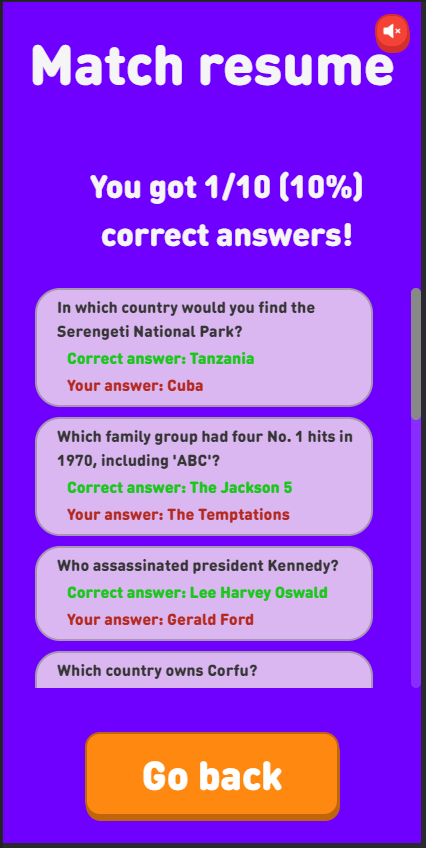 Match resume
You got 1/10 (10%)
correct answers!
In which country would you find the
Serengeti National Park?
Correct answer: Tanzania
Your answer: Cuba
Which family group had four No. 1 hits in
1970, including 'ABC'?
Correct answer: The Jackson 5
Your answer: The Temptations
Who assassinated president Kennedy?
Correct answer: Lee Harvey Oswald
Your answer: Gerald Ford
Which country owns Corfu?
Go back